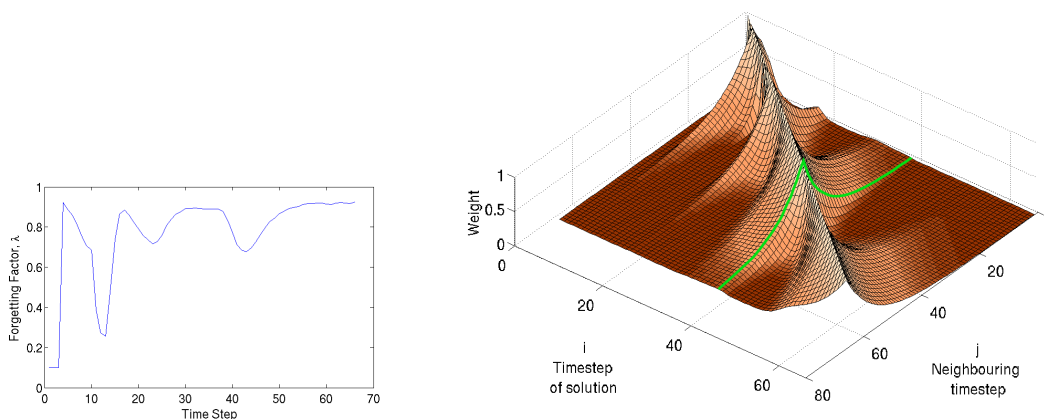 1
0.8
0.6
0.4
0.2
0
0
10
20
30
40
50
60
70
Forgetting Factor, λ
Time Step
1
0.5
0
Weight
0
20
40
60
i
Timestep
of solution
20
40
60
80
j
Neighbouring
timestep